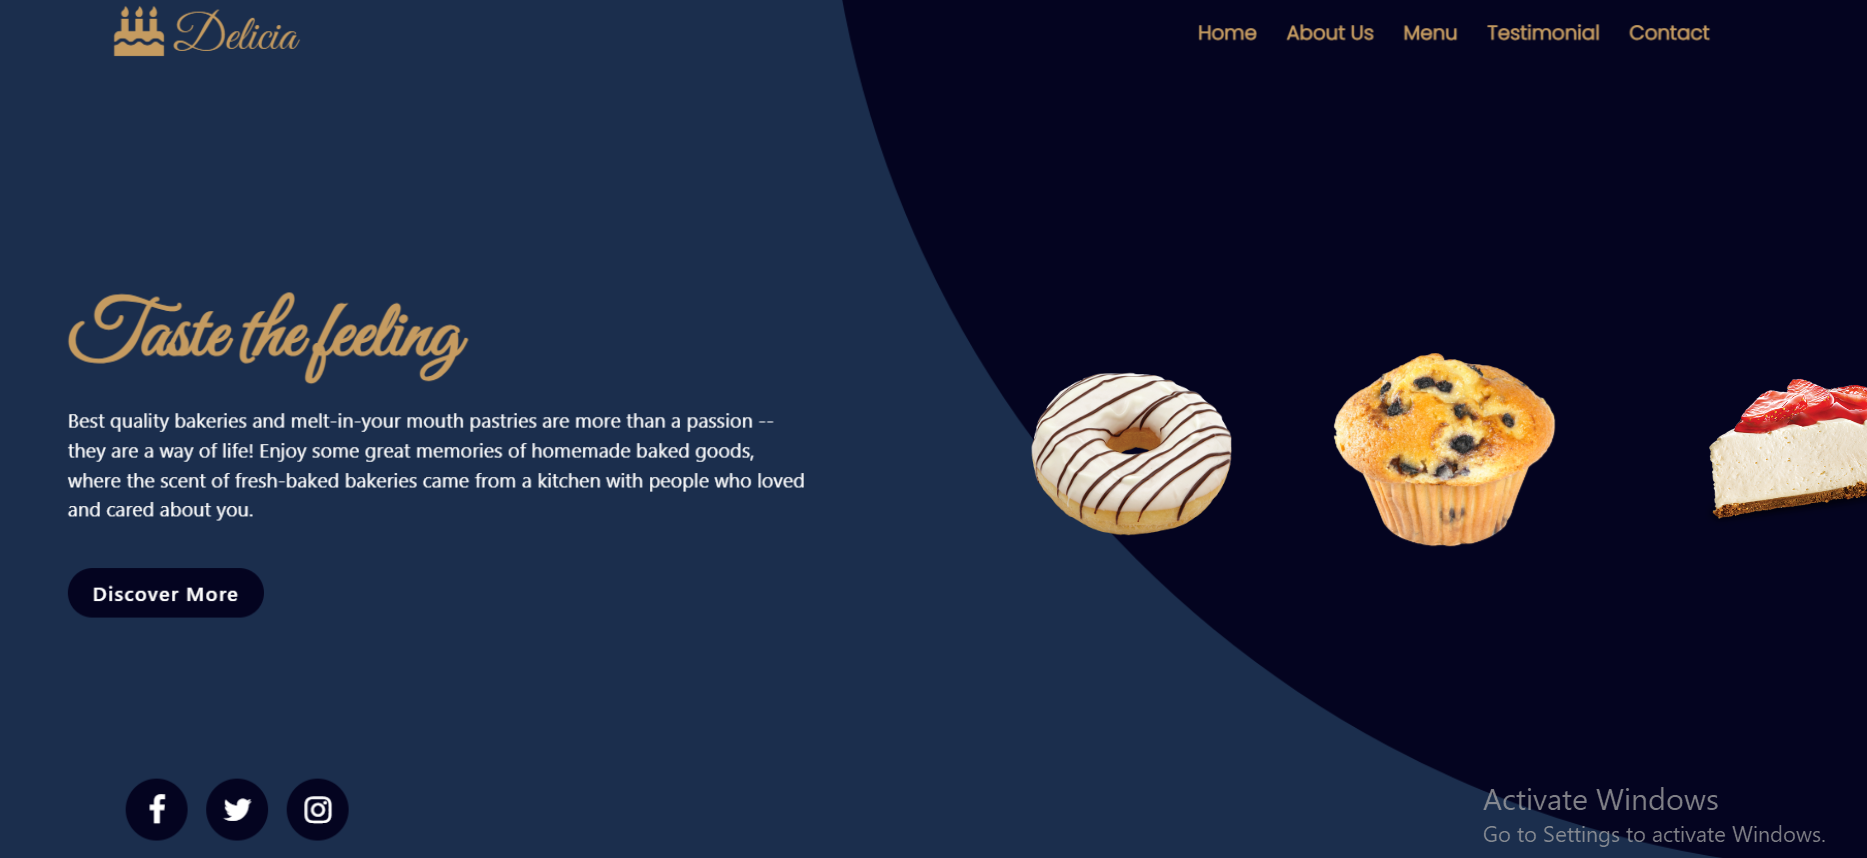 Delicia
Home About Us Menu Testimonial Contact
Taste the feeling
Best quality bakeries and melt-in-your mouth pastries are more than a passion --
they are a way of life! Enjoy some great memories of homemade baked goods,
where the scent of fresh-baked bakeries came from a kitchen with people who loved
and cared about you.
Discover More
Activate Windows
Go to Settings to activate Windows.